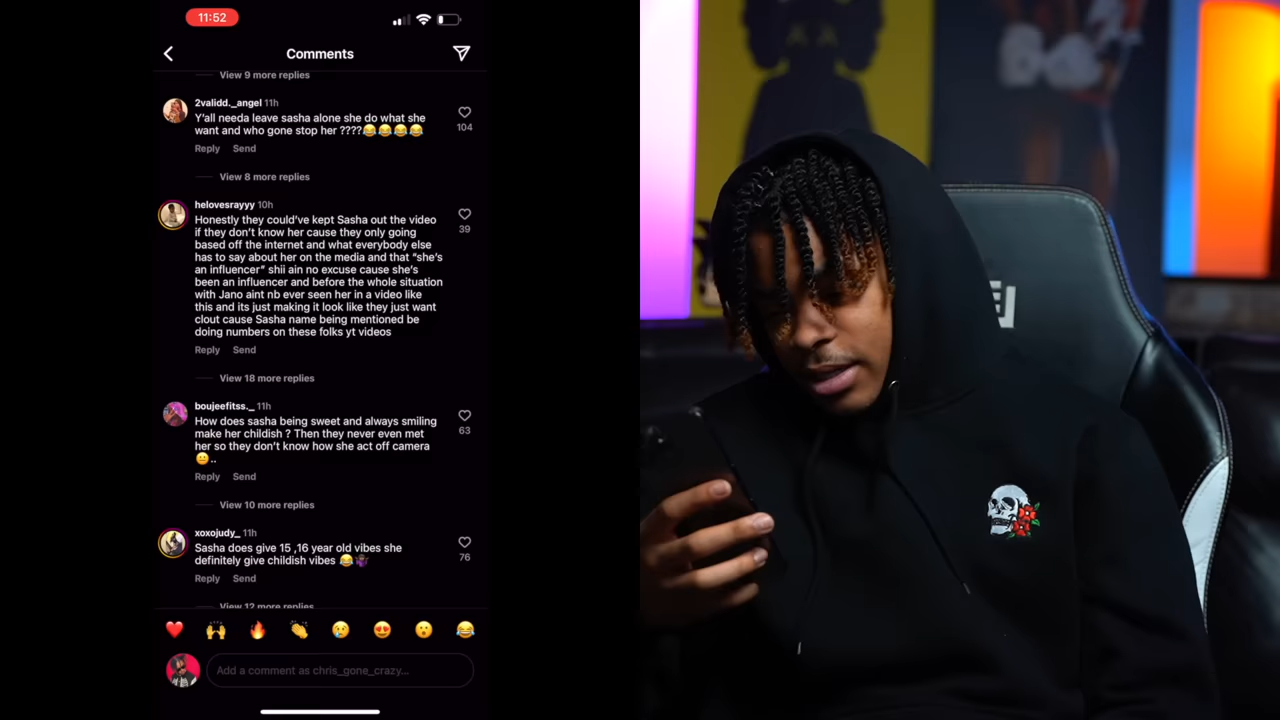 11:52
Comments
View 9 more replies
2validd._angel 11h
Y'all needa leave sasha alone she do what she
want and who gone stop her ????😂😂😂😂
104
Reply Send
View 8 more replies
helovesrayyy 10h
Honestly they could've kept Sasha out the video
if they don't know her cause they only going
based off the internet and what everybody else
has to say about her on the media and that “she's
an influencer” shii ain no excuse cause she's
been an influencer and before the whole situation
with Jano aint nb ever seen her in a video like
this and its just making it look like they just want
clout cause Sasha name being mentioned be
doing numbers on these folks yt videos
39
Reply Send
View 18 more replies
boujeefitss._ 11h
How does sasha being sweet and always smiling
make her childish ? Then they never even met
her so they don't know how she act off camera
😐..
63
Reply Send
View 10 more replies
xoxojudy_ 11h
Sasha does give 15 ,16 year old vibes she
definitely give childish vibes 😂🤷🏿‍♀️
76
Reply Send
View 12 more replies
❤️🙌🔥👏😢😍😮😂
Add a comment as chris_gone_crazy...